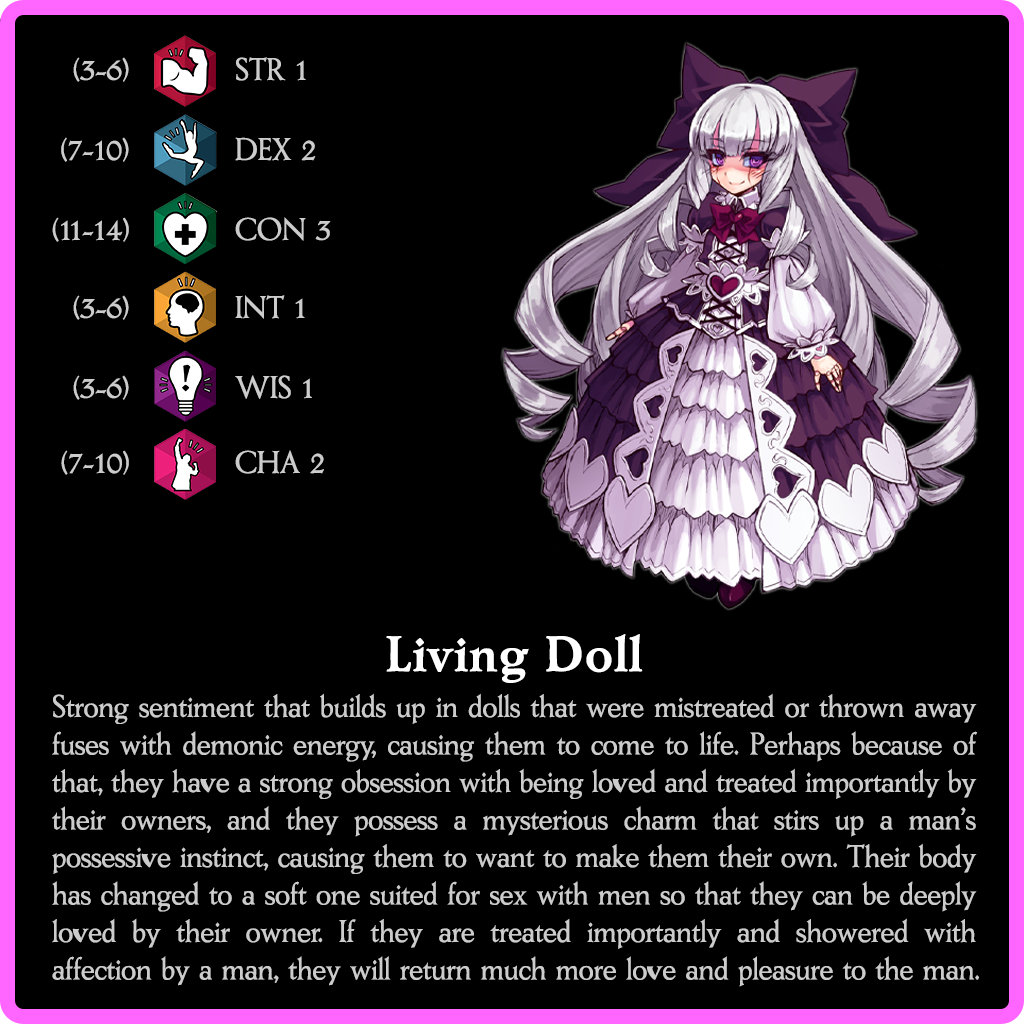 (3-6) STR 1
(7-10) DEX 2
(11-14) CON 3
(3-6) INT 1
(3-6) WIS 1
(7-10) CHA 2
Living Doll
Strong sentiment that builds up in dolls that were mistreated or thrown away
fuses with demonic energy, causing them to come to life. Perhaps because of
that, they have a strong obsession with being loved and treated importantly by
their owners, and they possess a mysterious charm that stirs up a man's
possessive instinct, causing them to want to make them their own. Their body
has changed to a soft one suited for sex with men so that they can be deeply
loved by their owner. If they are treated importantly and showered with
affection by a man, they will return much more love and pleasure to the man.